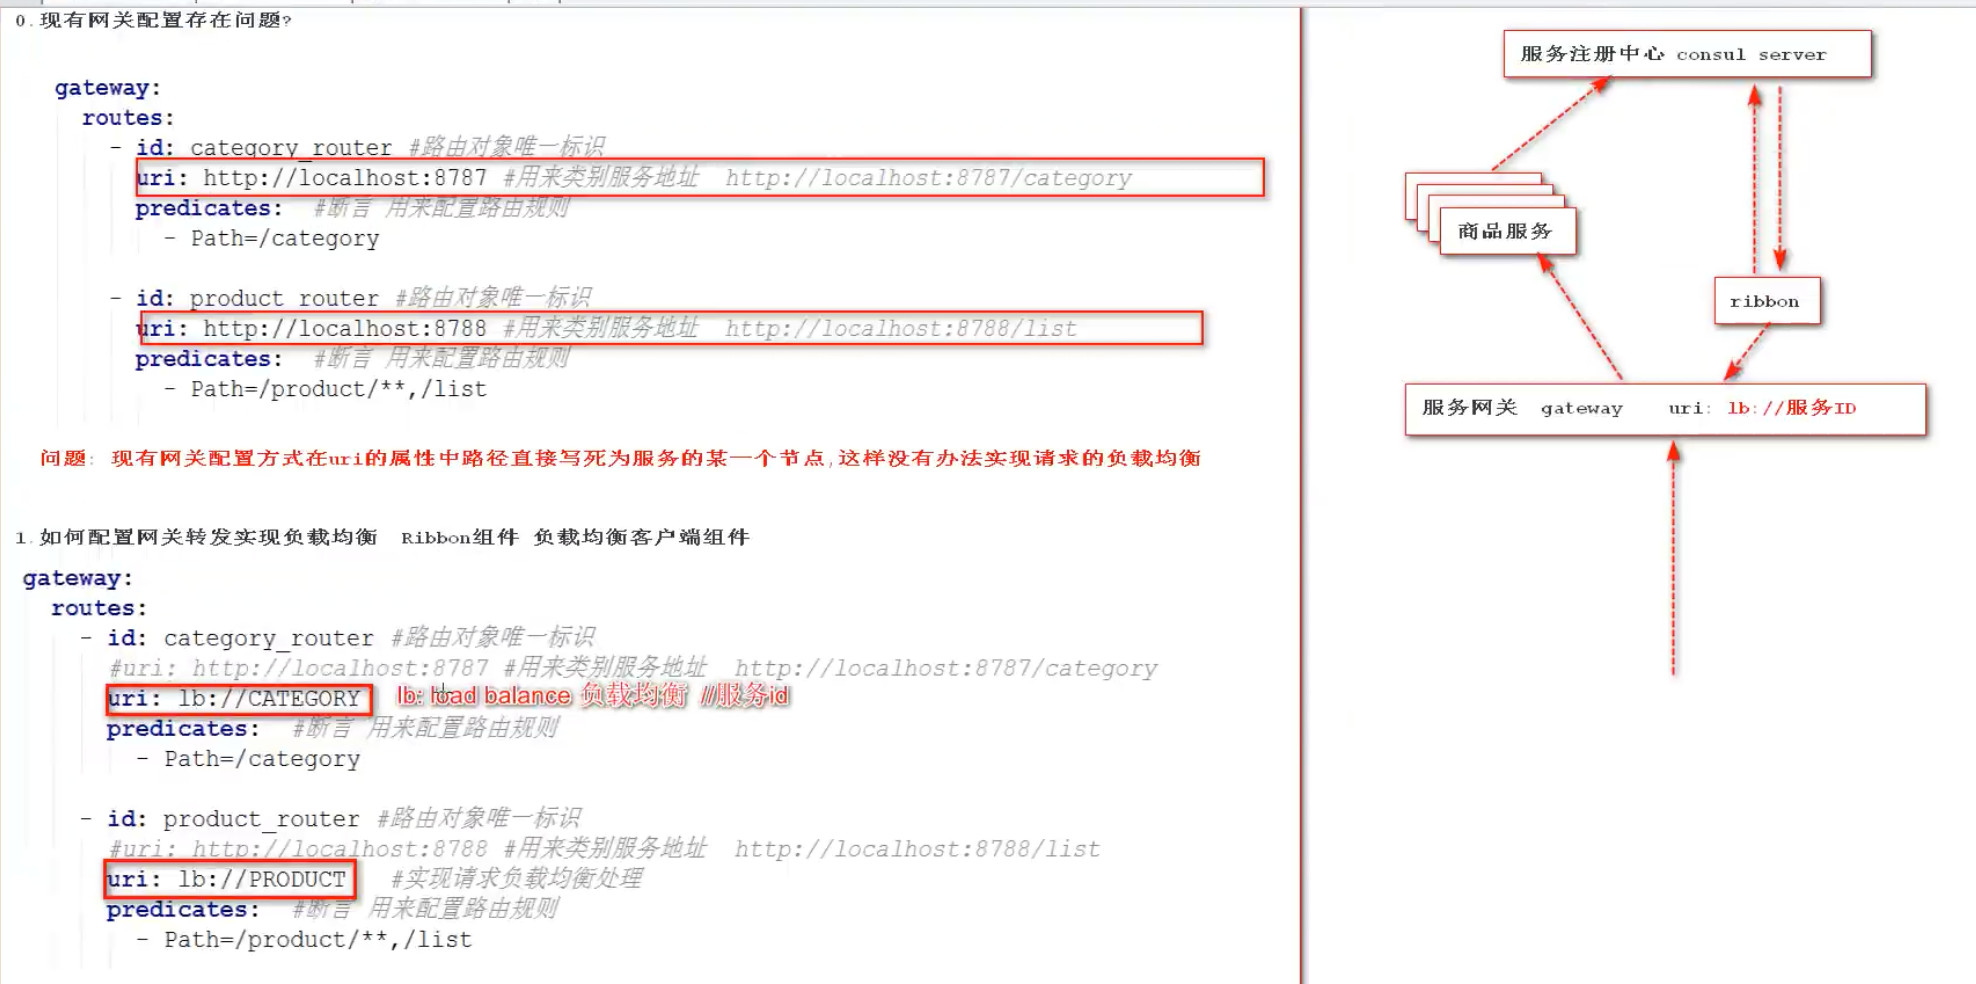 0.现有网关配置存在问题?
gateway:
routes:
- id: category_router #路由对象唯一标识
uri: http://localhost:8787 #用来类别服务地址 http://localhost:8787/category
predicates: #断言 用来配置路由规则
- Path=/category
- id: product_router #路由对象唯一标识
uri: http://localhost:8788 #用来类别服务地址 http://localhost:8788/list
predicates: #断言 用来配置路由规则
- Path=/product/**,/list
问题: 现有网关配置方式在uri的属性中路径直接写死为服务的某一个节点,这样没有办法实现请求的负载均衡
1.如何配置网关转发实现负载均衡 Ribbon组件 负载均衡客户端组件
gateway:
routes:
- id: category_router #路由对象唯一标识
#uri: http://localhost:8787 #用来类别服务地址 http://localhost:8787/category
uri: lb://CATEGORY lb: load balance 负载均衡 //服务id
predicates: #断言 用来配置路由规则
- Path=/category
- id: product_router #路由对象唯一标识
#uri: http://localhost:8788 #用来类别服务地址 http://localhost:8788/list
uri: lb://PRODUCT #实现请求负载均衡处理
predicates: #断言 用来配置路由规则
- Path=/product/**,/list
服务注册中心 consul server
商品服务
ribbon
服务网关 gateway uri: lb://服务ID